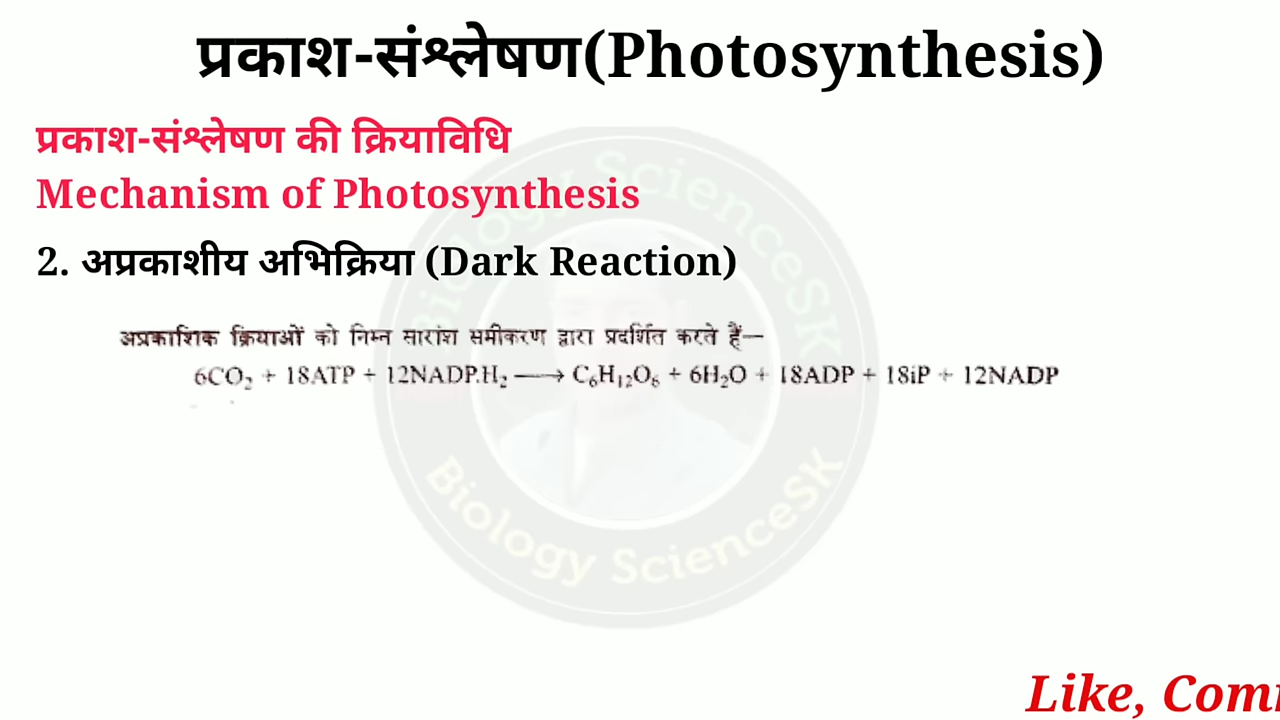 प्रकाश-संश्लेषण(Photosynthesis)
प्रकाश-संश्लेषण की क्रियाविधि
Mechanism of Photosynthesis
2. अप्रकाशीय अभिक्रिया (Dark Reaction)
अप्रकाशिक क्रियाओं को निम्न सारांश समीकरण द्वारा प्रदर्शित करते हैं—
6CO₂ + 18ATP + 12NADP.H₂ ⟶ C₆H₁₂O₆ + 6H₂O + 18ADP + 18iP + 12NADP
Biology ScienceSK
Biology ScienceSK
Like, Com